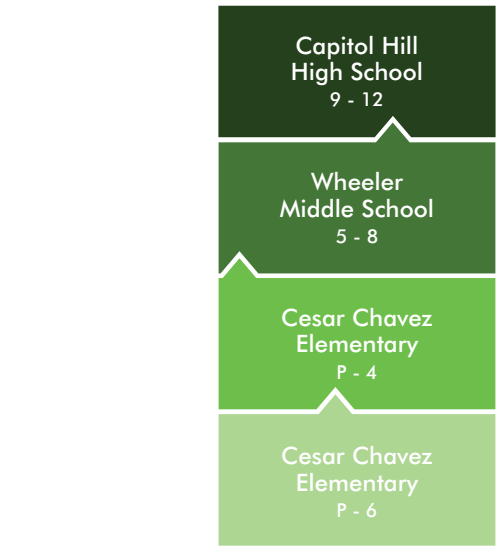 Capitol Hill
High School
9 - 12
Wheeler
Middle School
5 - 8
Cesar Chavez
Elementary
P - 4
Cesar Chavez
Elementary
P - 6